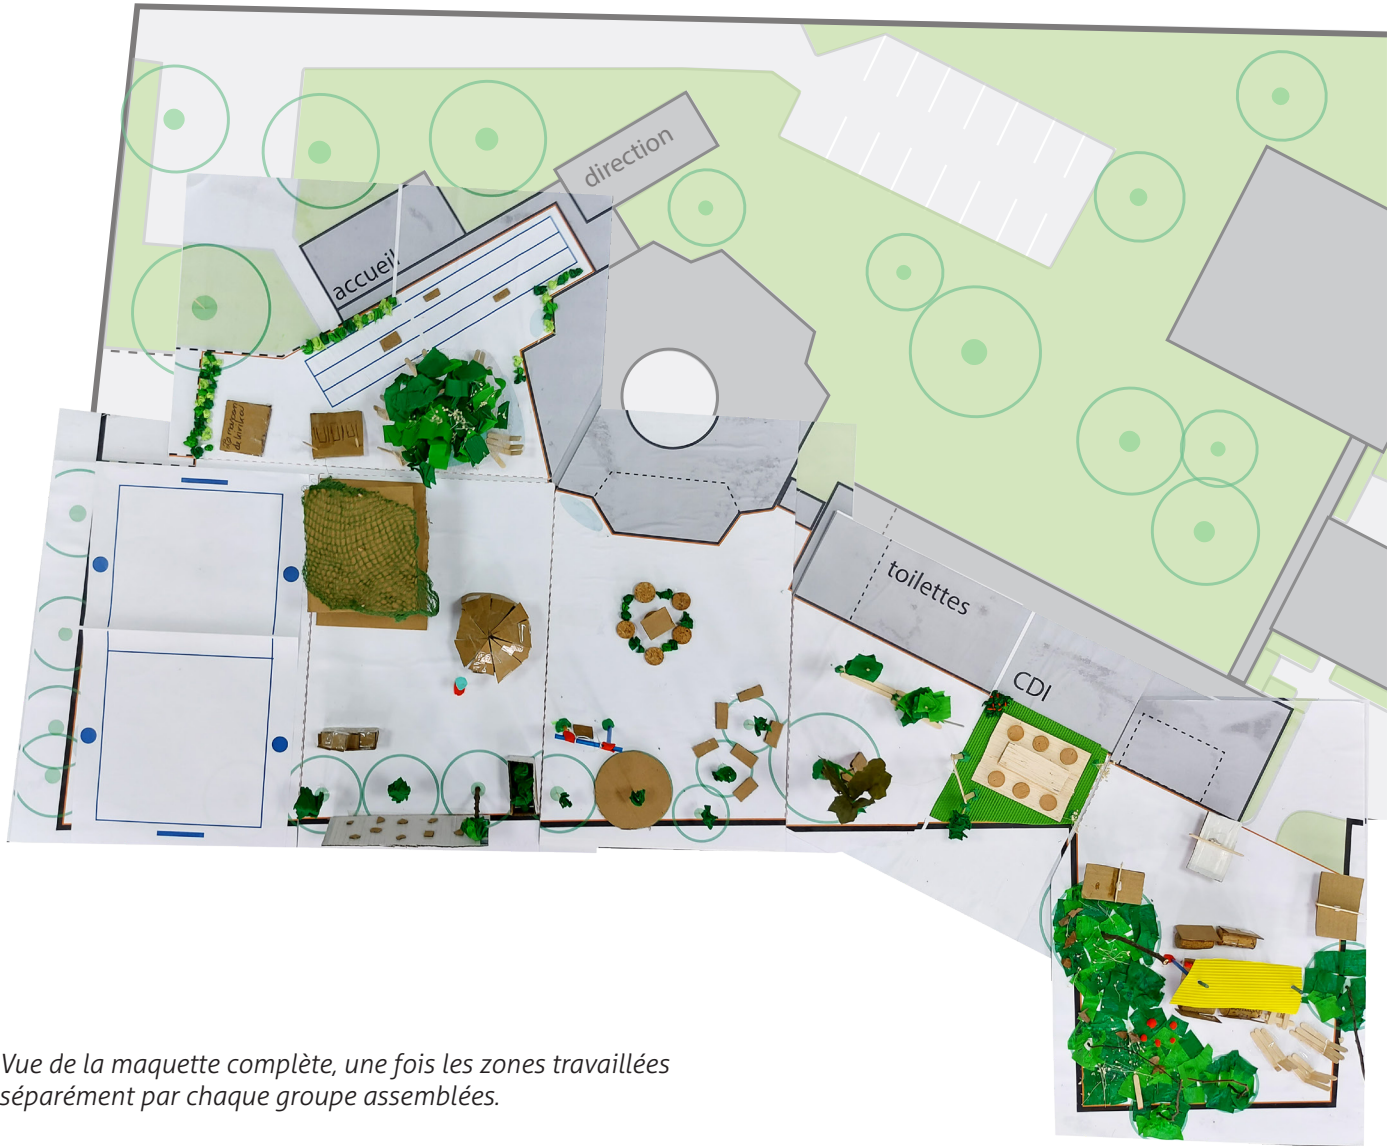 direction
accueil
toilettes
CDI
Vue de la maquette complète, une fois les zones travaillées
séparément par chaque groupe assemblées.